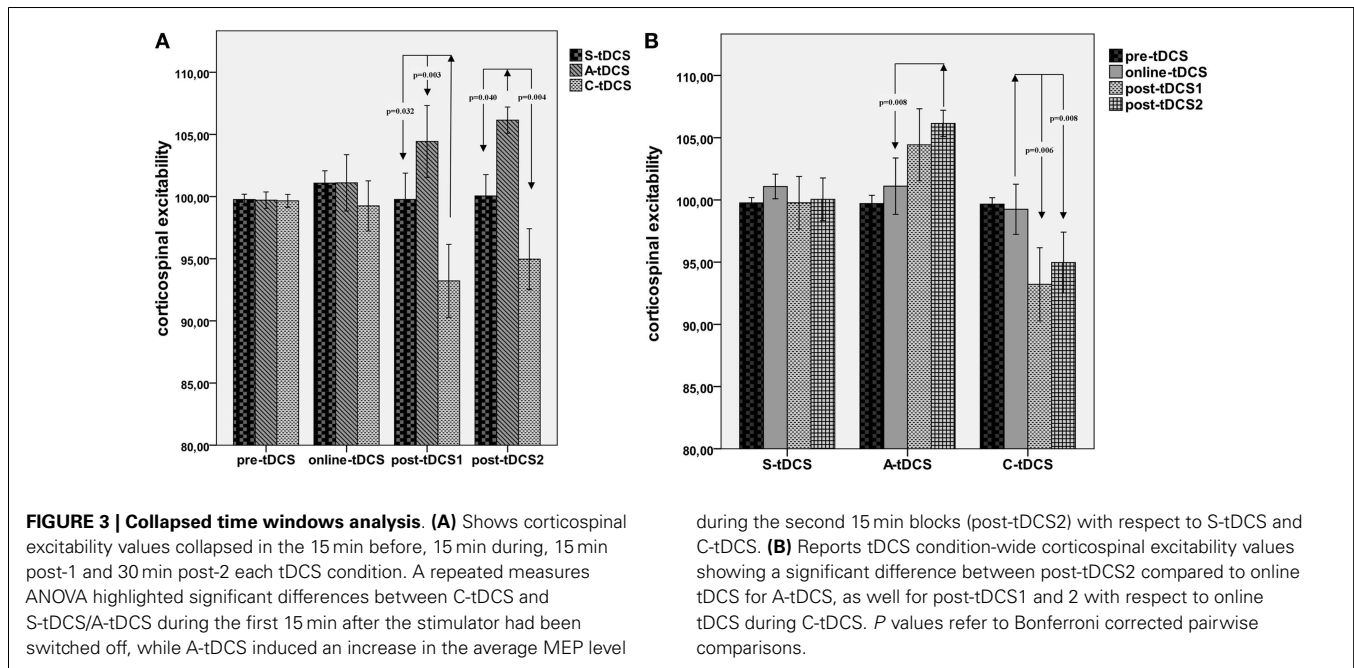 A
S-tDCS
A-tDCS
C-tDCS
110,00
105,00
100,00
95,00
90,00
85,00
80,00
corticospinal excitability
p=0.003
p=0.032
p=0.040
p=0.004
pre-tDCS
online-tDCS
post-tDCS1
post-tDCS2
B
pre-tDCS
online-tDCS
post-tDCS1
post-tDCS2
110,00
105,00
100,00
95,00
90,00
85,00
80,00
corticospinal excitability
p=0.008
p=0.008
p=0.006
S-tDCS
A-tDCS
C-tDCS
FIGURE 3 | Collapsed time windows analysis. (A) Shows corticospinal
excitability values collapsed in the 15 min before, 15 min during, 15 min
post-1 and 30 min post-2 each tDCS condition. A repeated measures
ANOVA highlighted significant differences between C-tDCS and
S-tDCS/A-tDCS during the first 15 min after the stimulator had been
switched off, while A-tDCS induced an increase in the average MEP level
during the second 15 min blocks (post-tDCS2) with respect to S-tDCS and
C-tDCS. (B) Reports tDCS condition-wide corticospinal excitability values
showing a significant difference between post-tDCS2 compared to online
tDCS for A-tDCS, as well for post-tDCS1 and 2 with respect to online
tDCS during C-tDCS. P values refer to Bonferroni corrected pairwise
comparisons.